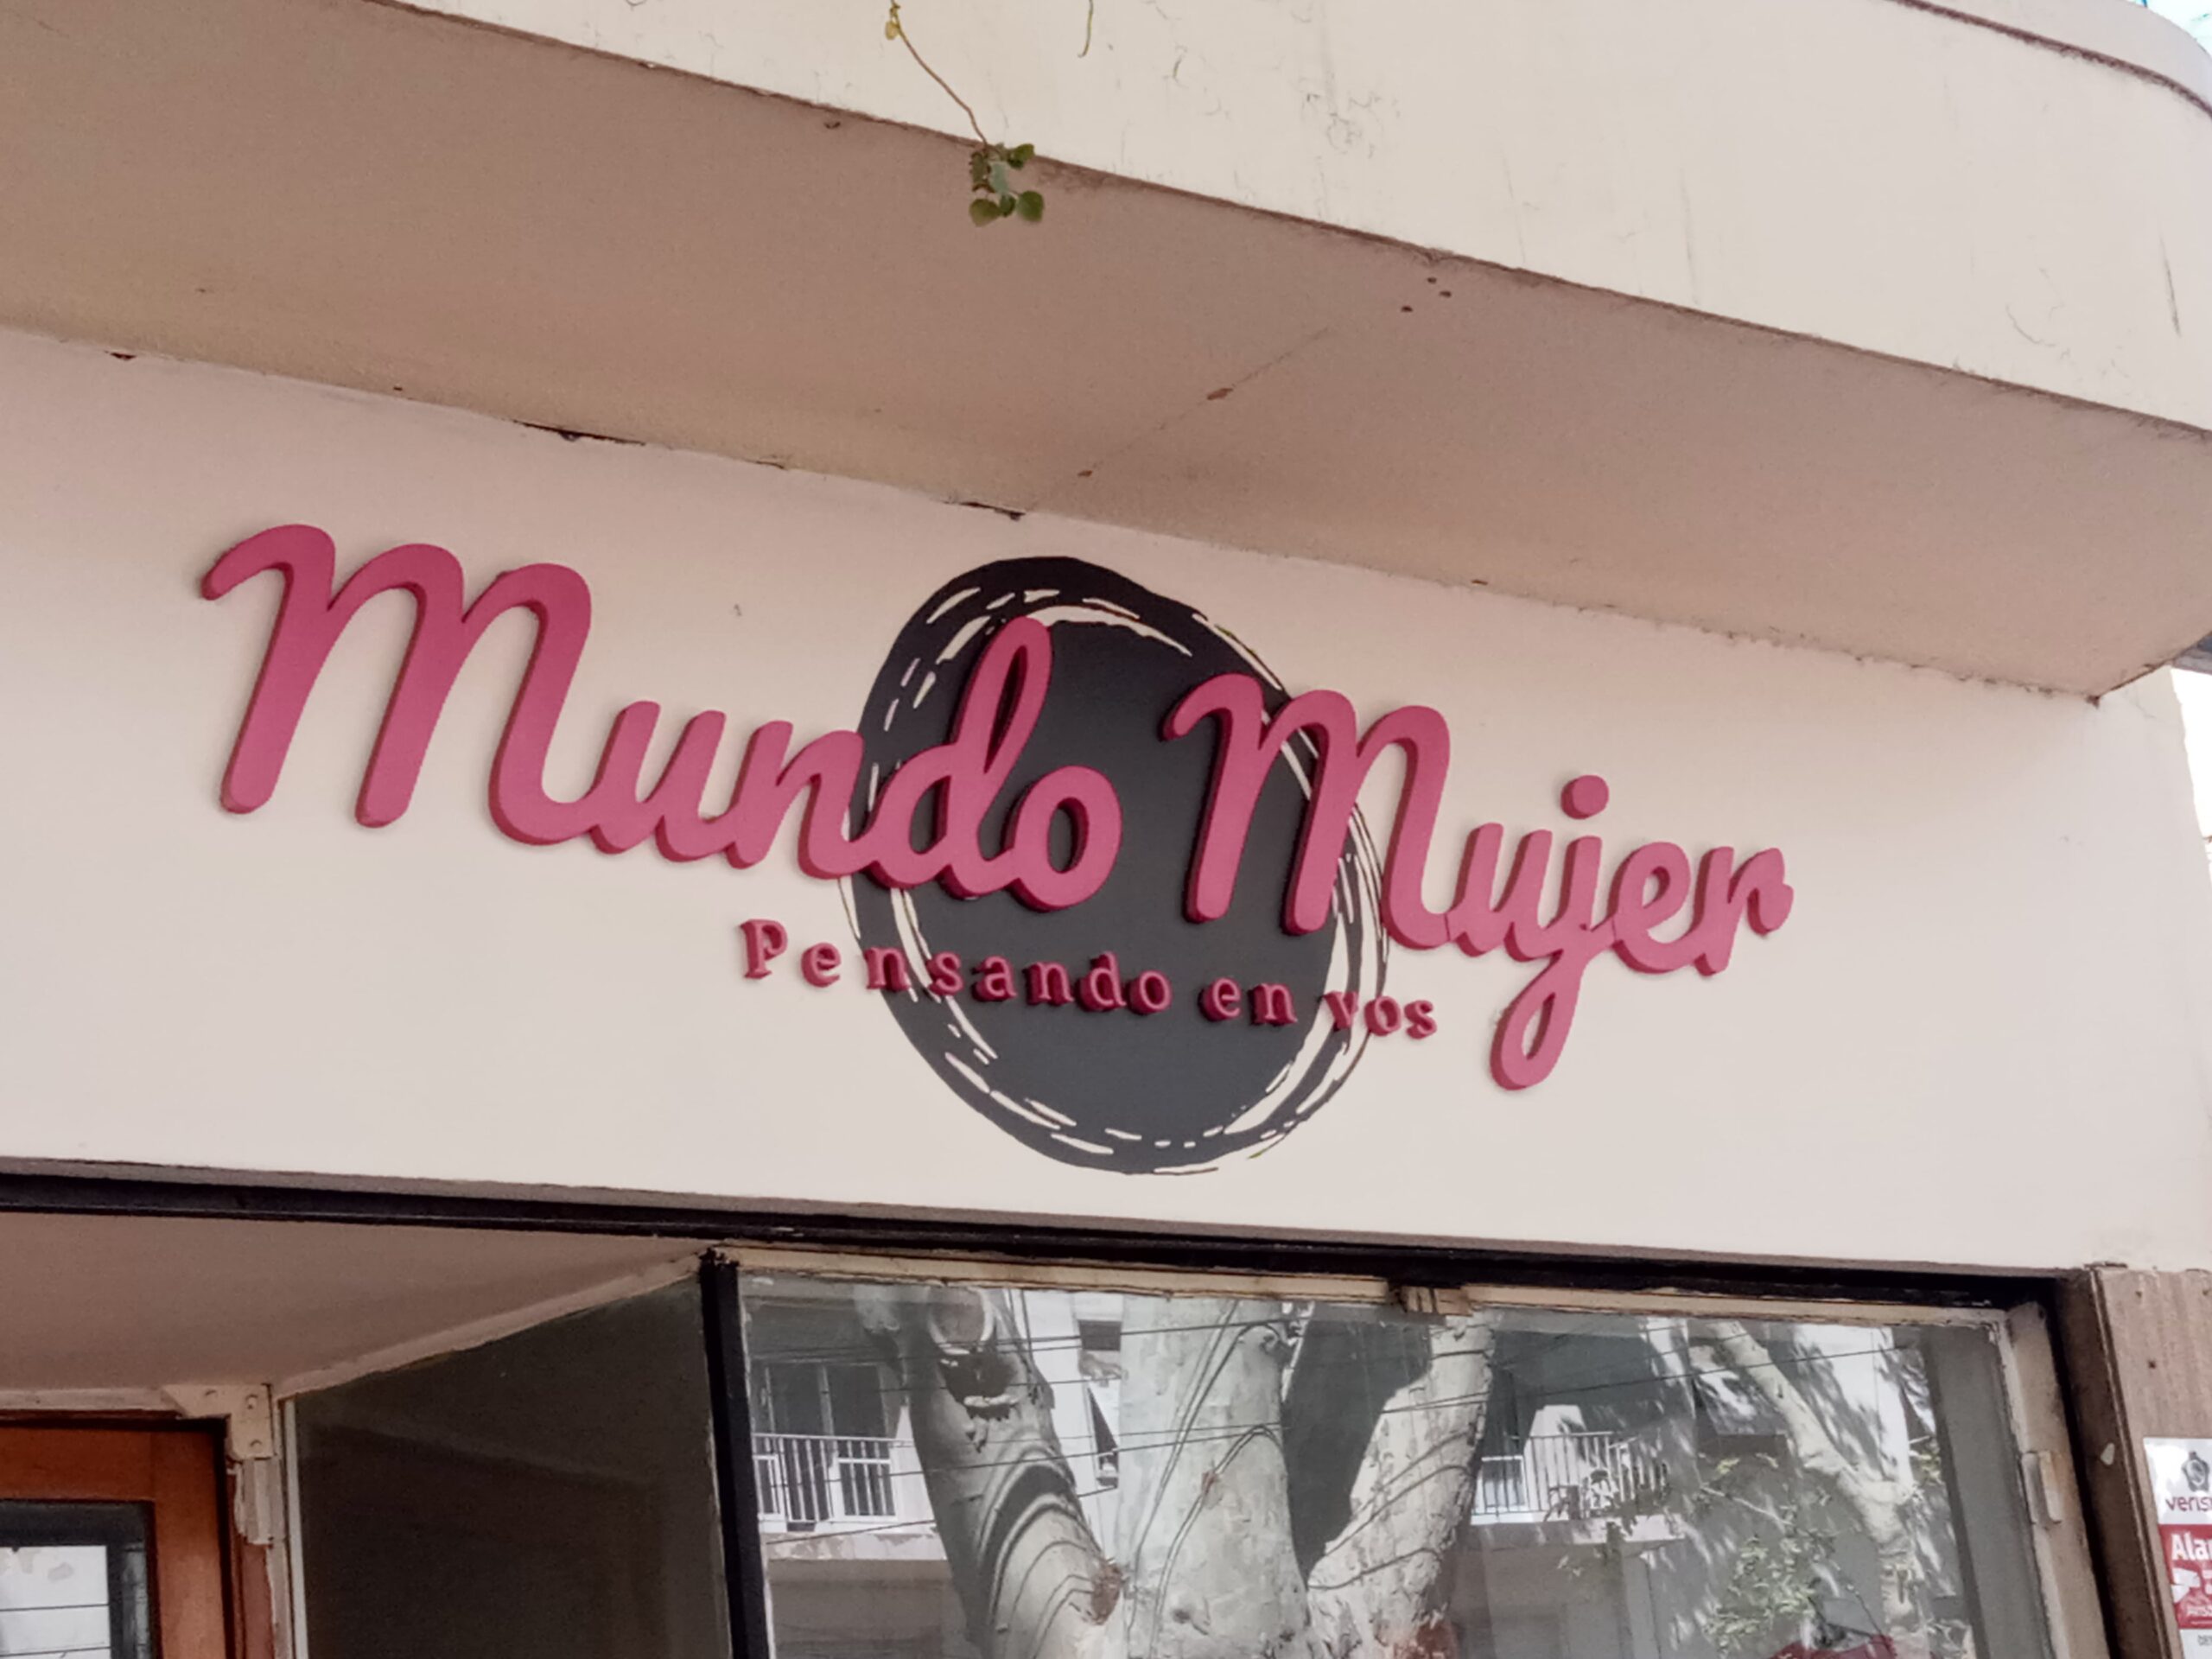 Mundo Mujer
Pensando en vos